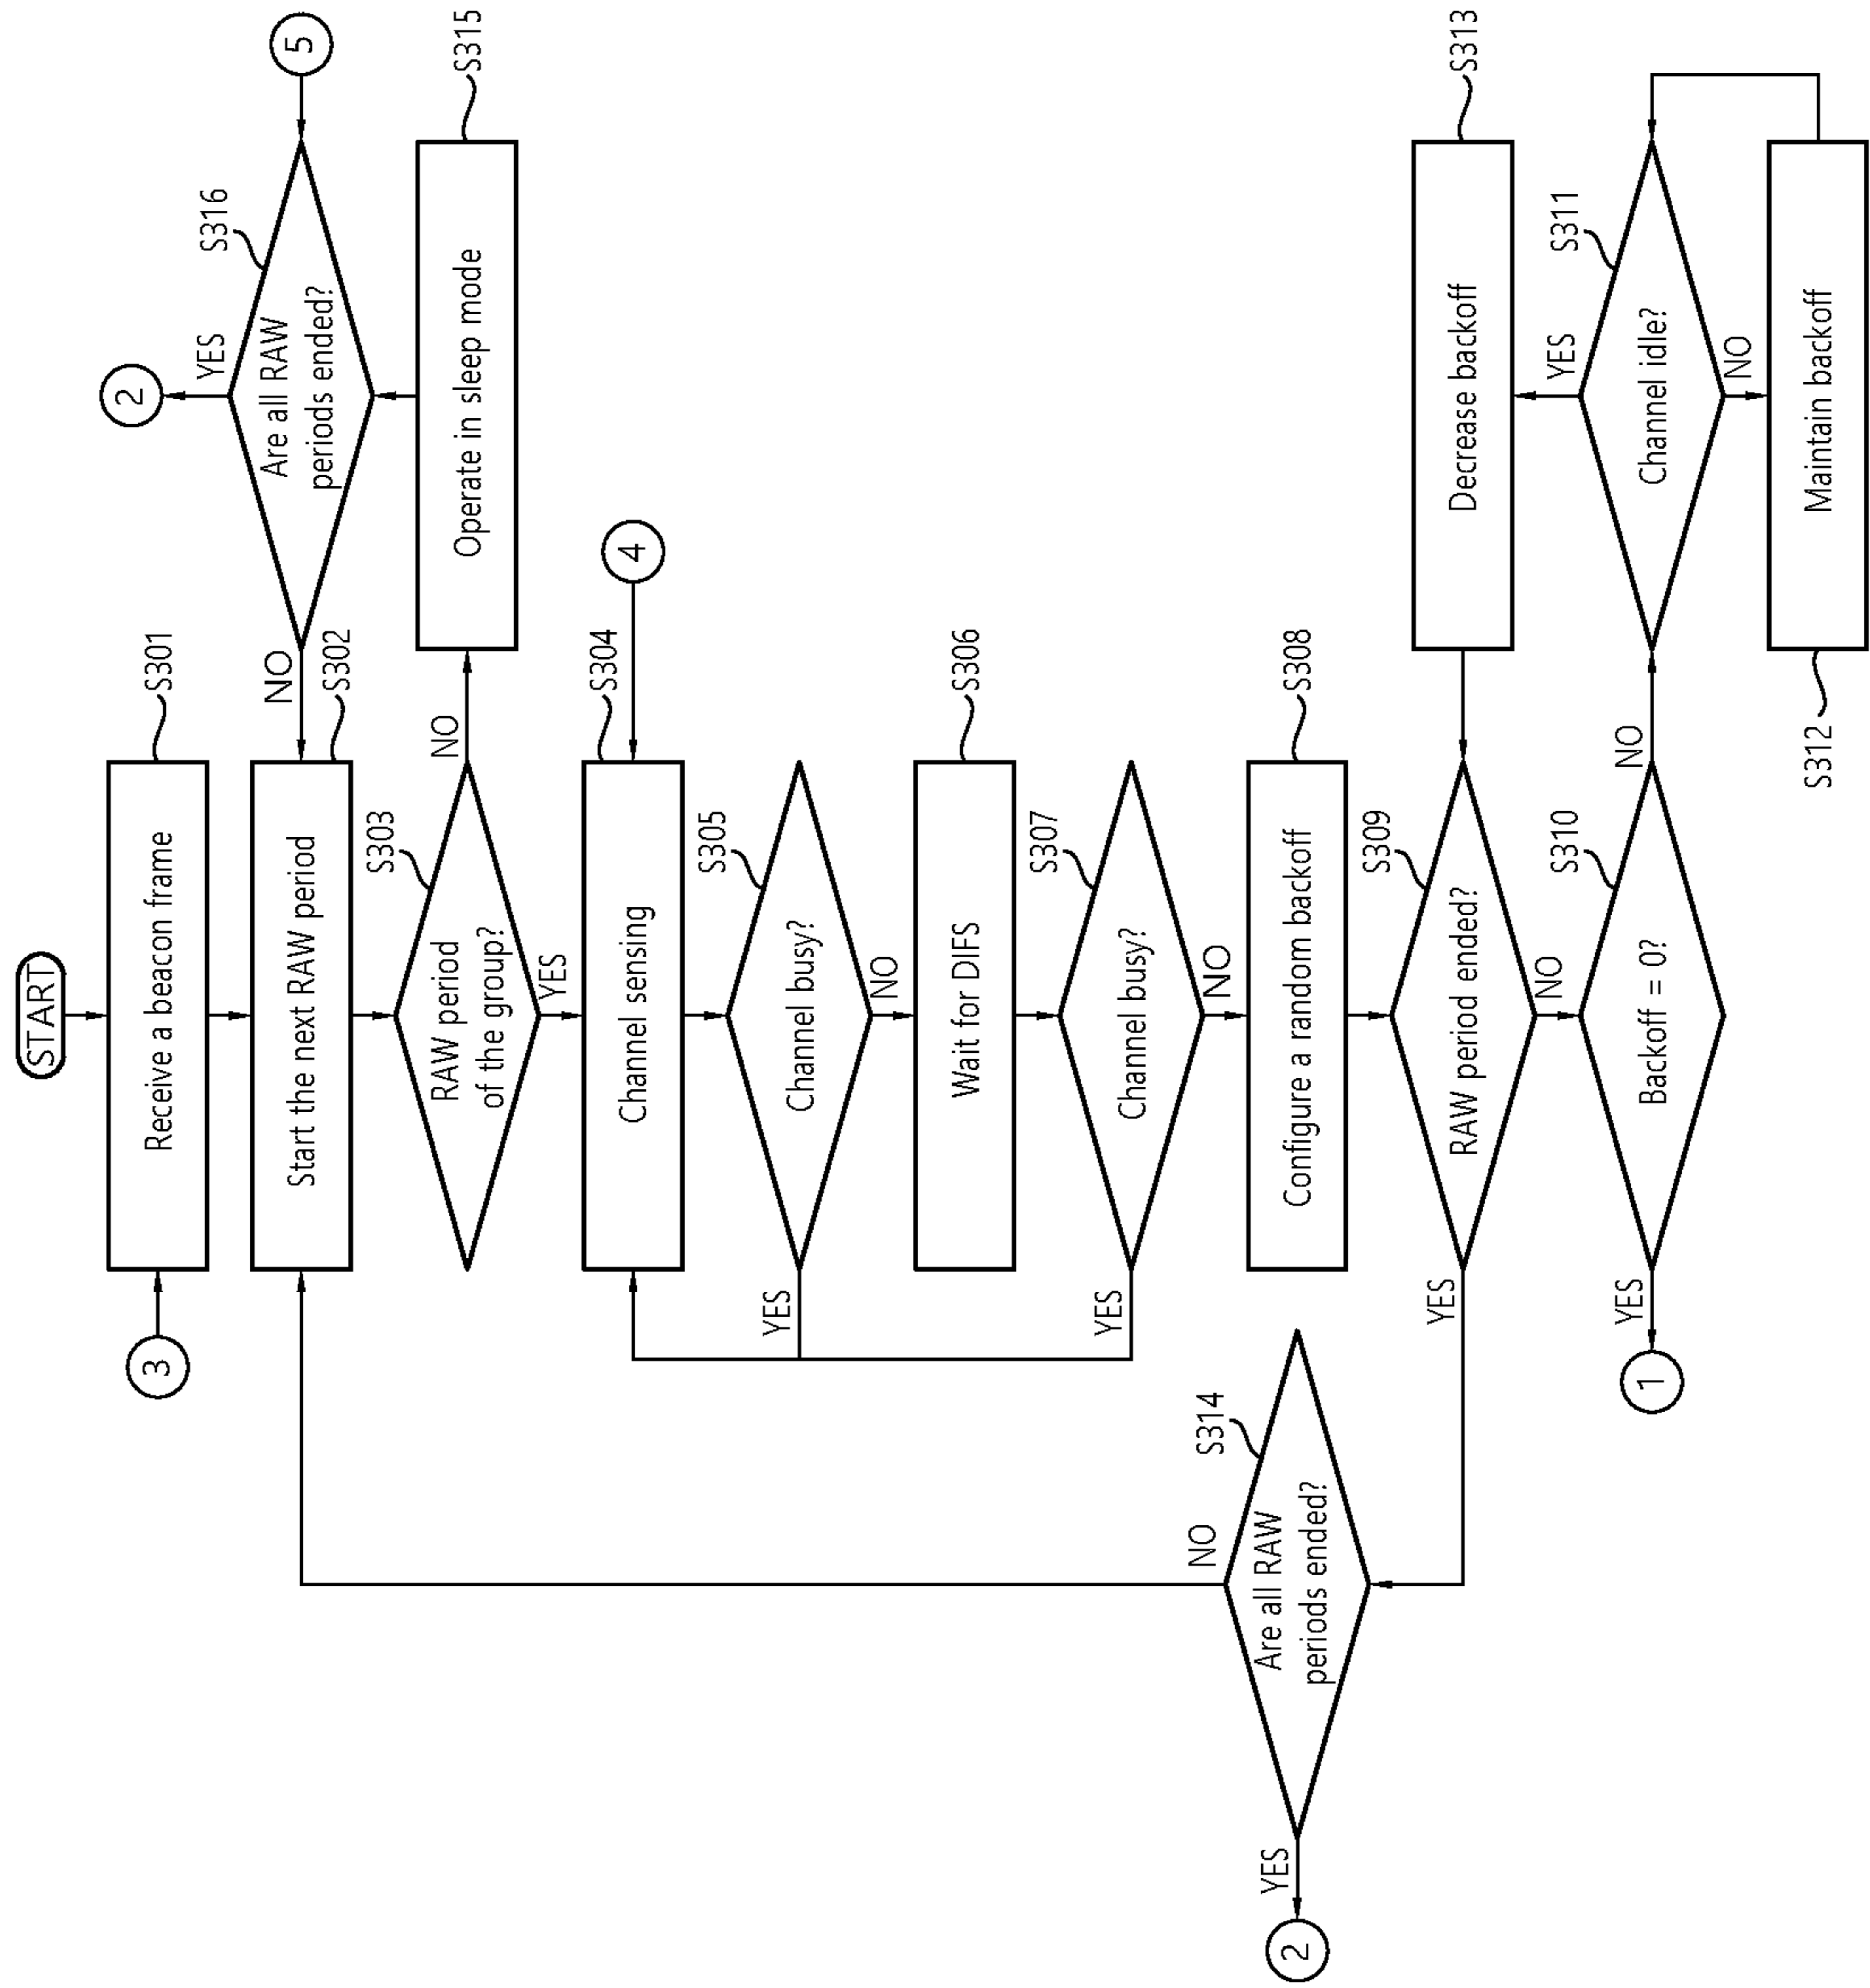 START
Receive a beacon frame
S301
3
Start the next RAW period
S302
RAW period
of the group?
S303
NO
YES
Operate in sleep mode
S315
Are all RAW
periods ended?
S316
YES
NO
2
5
Channel sensing
S304
4
Channel busy?
S305
YES
NO
Wait for DIFS
S306
Channel busy?
S307
YES
NO
Configure a random backoff
S308
RAW period ended?
S309
YES
NO
Are all RAW
periods ended?
S314
NO
YES
2
Backoff = 0?
S310
YES
NO
1
Channel idle?
S311
YES
NO
Maintain backoff
S312
Decrease backoff
S313